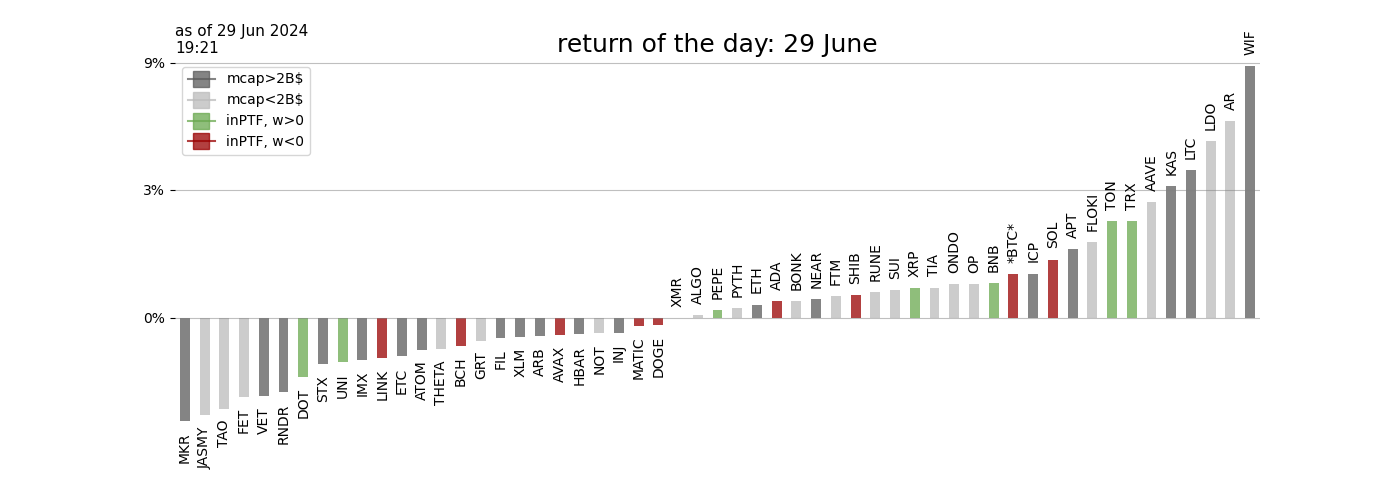 as of 29 Jun 2024
19:21
return of the day: 29 June
9%
3%
0%
mcap>2B$
mcap<2B$
inPTF, w>0
inPTF, w<0
MKR
JASMY
TAO
FET
VET
RNDR
DOT
STX
UNI
IMX
LINK
ETC
ATOM
THETA
BCH
GRT
FIL
XLM
ARB
AVAX
HBAR
NOT
INJ
MATIC
DOGE
XMR
ALGO
PEPE
PYTH
ETH
ADA
BONK
NEAR
FTM
SHIB
RUNE
SUI
XRP
TIA
ONDO
OP
BNB
*BTC*
ICP
SOL
APT
FLOKI
TON
TRX
AAVE
KAS
LTC
LDO
AR
WIF